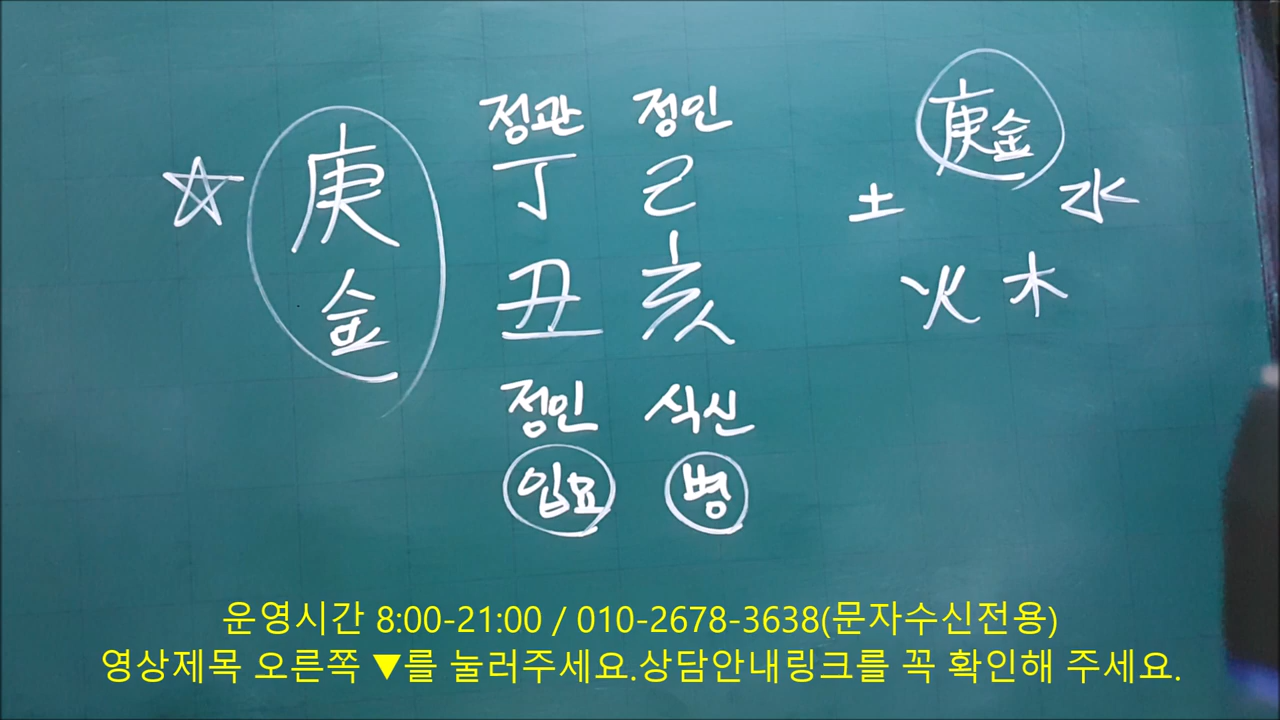 정관 정인
庚 丁 己
金 丑 亥
정인 식신
입묘 병
庚金
土 水
火 木
운영시간 8:00-21:00 / 010-2678-3638(문자수신전용)
영상제목 오른쪽 ▼를 눌러주세요.상담안내링크를 꼭 확인해 주세요.